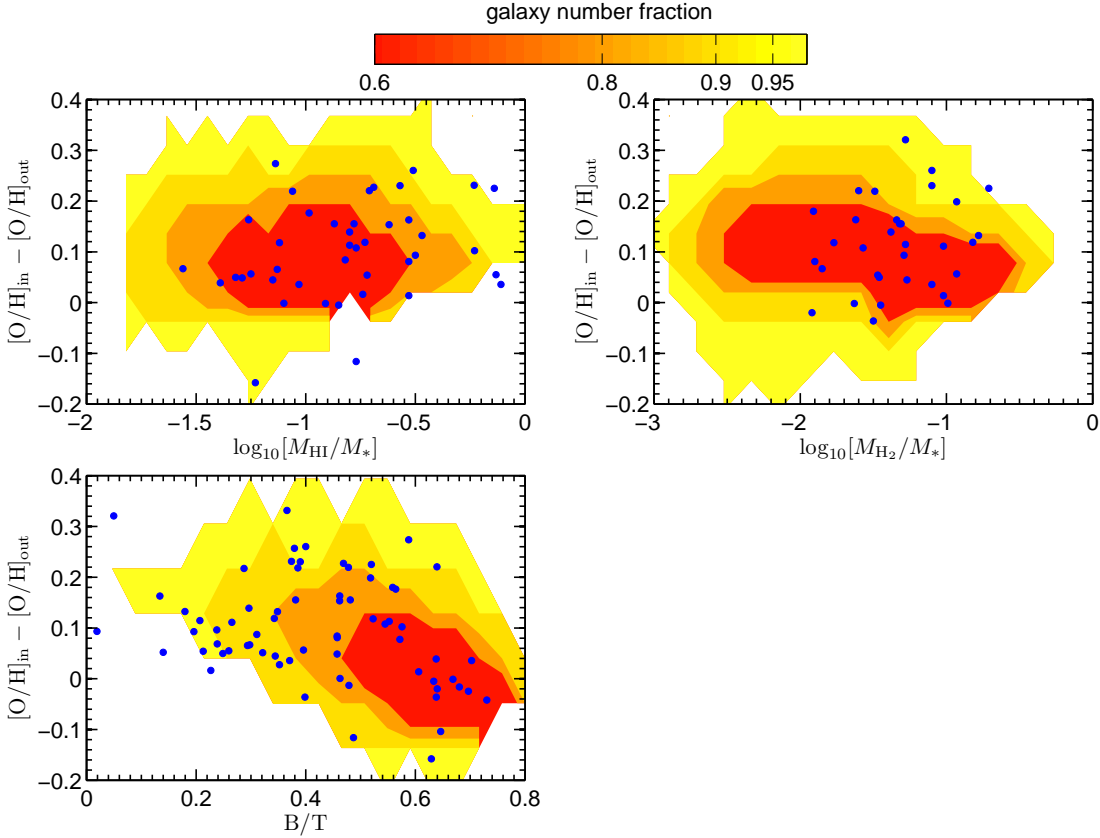 galaxy number fraction
0.6 0.8 0.9 0.95
0.4 0.3 0.2 0.1 0 −0.1 −0.2
[O/H]in − [O/H]out
−2 −1.5 −1 −0.5 0
log10[MHI/M*]
0.4 0.3 0.2 0.1 0 −0.1 −0.2
[O/H]in − [O/H]out
−3 −2 −1 0
log10[MH2/M*]
0.4 0.3 0.2 0.1 0 −0.1 −0.2
[O/H]in − [O/H]out
0 0.2 0.4 0.6 0.8
B/T